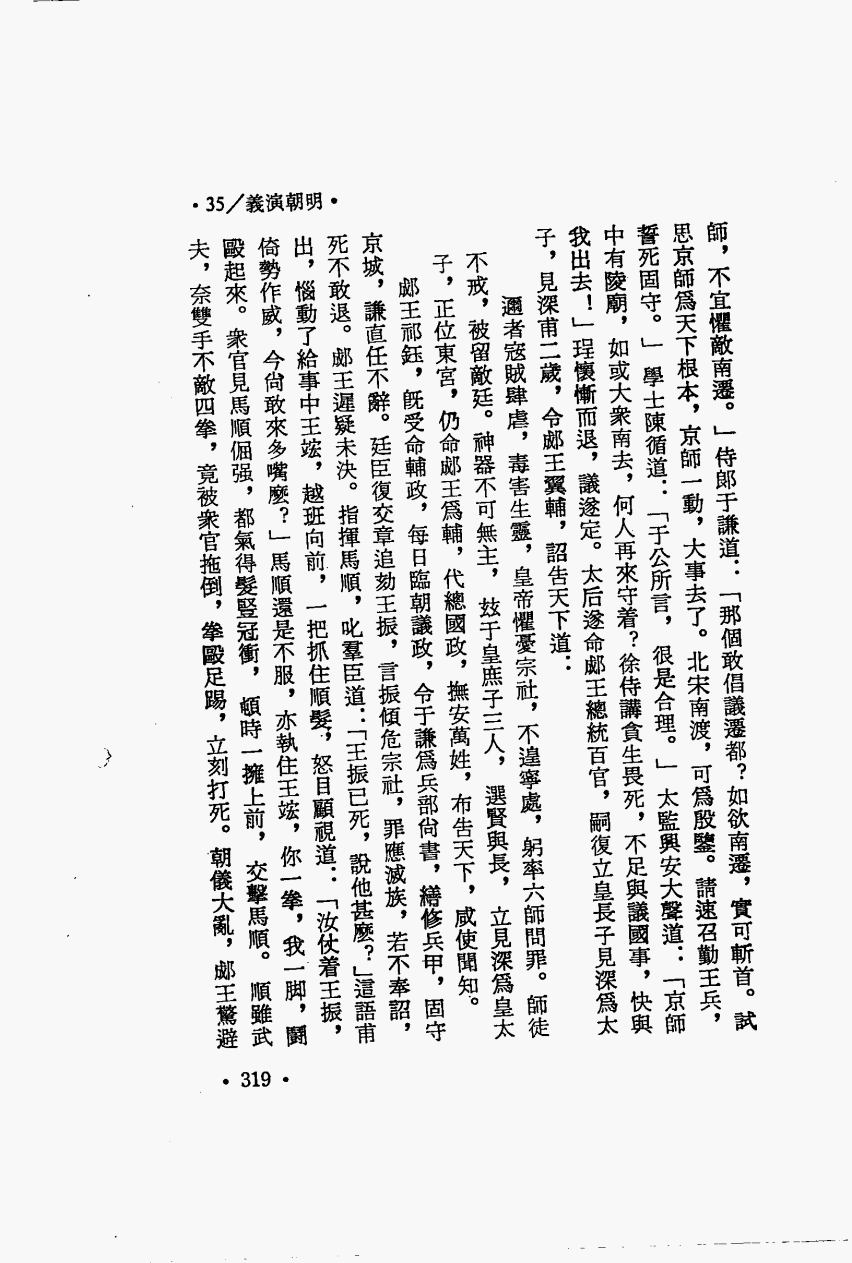 ·35/義演朝明·
師，不宜懼敵南遷。」侍郞于謙道：「那個敢倡議遷都？如欲南遷，實可斬首。試
思京師爲天下根本，京師一動，大事去了。北宋南渡，可爲殷鑒。請速召勤王兵，
誓死固守。」學士陳循道：「于公所言，很是合理。」太監興安大聲道：「京師
中有陵廟，如或大衆南去，何人再來守着？徐侍講貪生畏死，不足與議國事，快與
我出去！」珵懷慚而退，議遂定。太后遂命郕王總統百官，嗣復立皇長子見深爲太
子，見深甫二歲，令郕王翼輔，詔告天下道：
邇者寇賊肆虐，毒害生靈，皇帝懼憂宗社，不遑寧處，躬率六師問罪。師徒
不戒，被留敵廷。神器不可無主，玆于皇庶子三人，選賢與長，立見深爲皇太
子，正位東宮，仍命郕王爲輔，代總國政，撫安萬姓，布告天下，咸使聞知。
郕王祁鈺，旣受命輔政，每日臨朝議政，令于謙爲兵部尙書，繕修兵甲，固守
京城，謙直任不辭。廷臣復交章追劾王振，言振傾危宗社，罪應滅族，若不奉詔，
死不敢退。郕王遲疑未決。指揮馬順，叱羣臣道：「王振已死，說他甚麽？」這語甫
出，惱動了給事中王竑，越班向前，一把抓住順髮，怒目顧視道：「汝仗着王振，
倚勢作威，今尙敢來多嘴麽？」馬順還是不服，亦執住王竑，你一拳，我一脚，鬭
毆起來。衆官見馬順倔强，都氣得髮豎冠衝，頓時一擁上前，交擊馬順。順雖武
夫，奈雙手不敵四拳，竟被衆官拖倒，拳毆足踢，立刻打死。朝儀大亂，郕王驚避
·319·